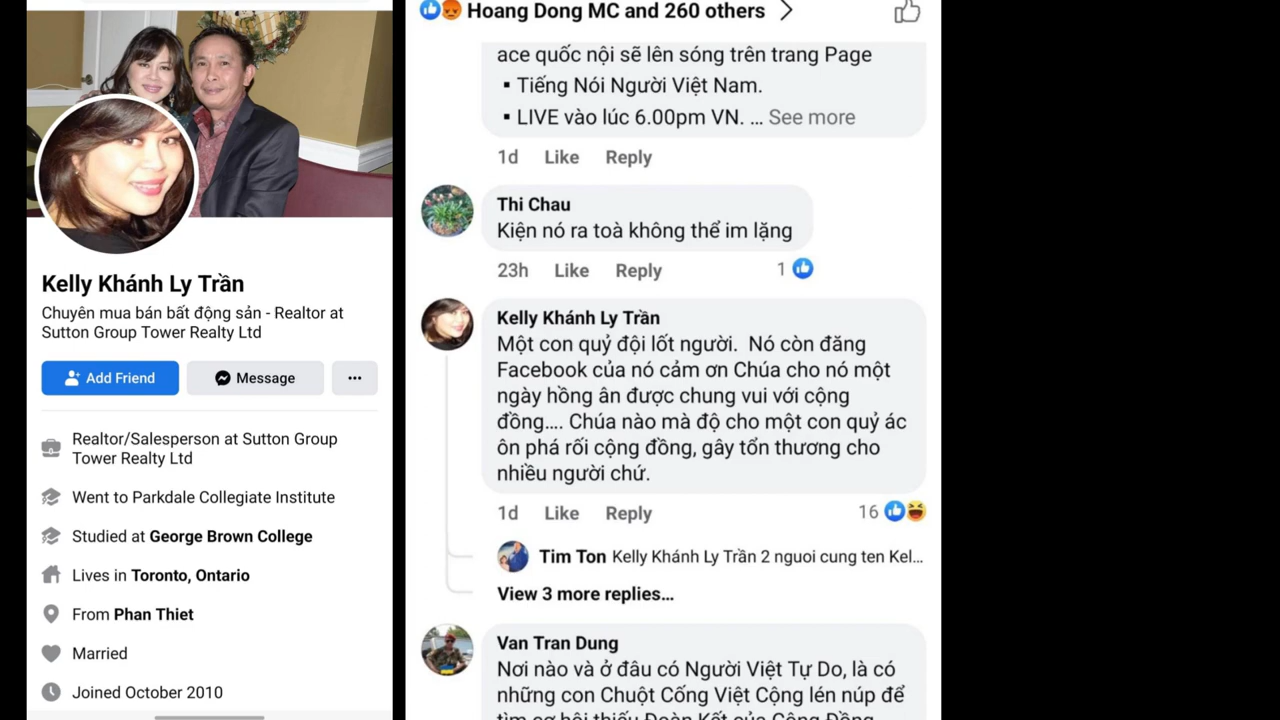 Kelly Khánh Ly Trần
Chuyên mua bán bất động sản - Realtor at
Sutton Group Tower Realty Ltd
Add Friend
Message
Realtor/Salesperson at Sutton Group
Tower Realty Ltd
Went to Parkdale Collegiate Institute
Studied at George Brown College
Lives in Toronto, Ontario
From Phan Thiet
Married
Joined October 2010
Hoang Dong MC and 260 others
ace quốc nội sẽ lên sóng trên trang Page
▪ Tiếng Nói Người Việt Nam.
▪ LIVE vào lúc 6.00pm VN. ... See more
1d Like Reply
Thi Chau
Kiện nó ra toà không thể im lặng
23h Like Reply 1
Kelly Khánh Ly Trần
Một con quỷ đội lốt người. Nó còn đăng
Facebook của nó cảm ơn Chúa cho nó một
ngày hồng ân được chung vui với cộng
đồng.... Chúa nào mà độ cho một con quỷ ác
ôn phá rối cộng đồng, gây tổn thương cho
nhiều người chứ.
1d Like Reply 16
Tim Ton Kelly Khánh Ly Trần 2 nguoi cung ten Kel...
View 3 more replies...
Van Tran Dung
Nơi nào và ở đâu có Người Việt Tự Do, là có
những con Chuột Cống Việt Cộng lén núp để
tìm cơ hội thiếu Đoàn Kết của Cộng Đồng